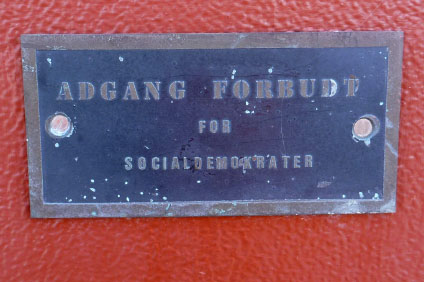 ADGANG FORBUDT
FOR
SOCIALDEMOKRATER